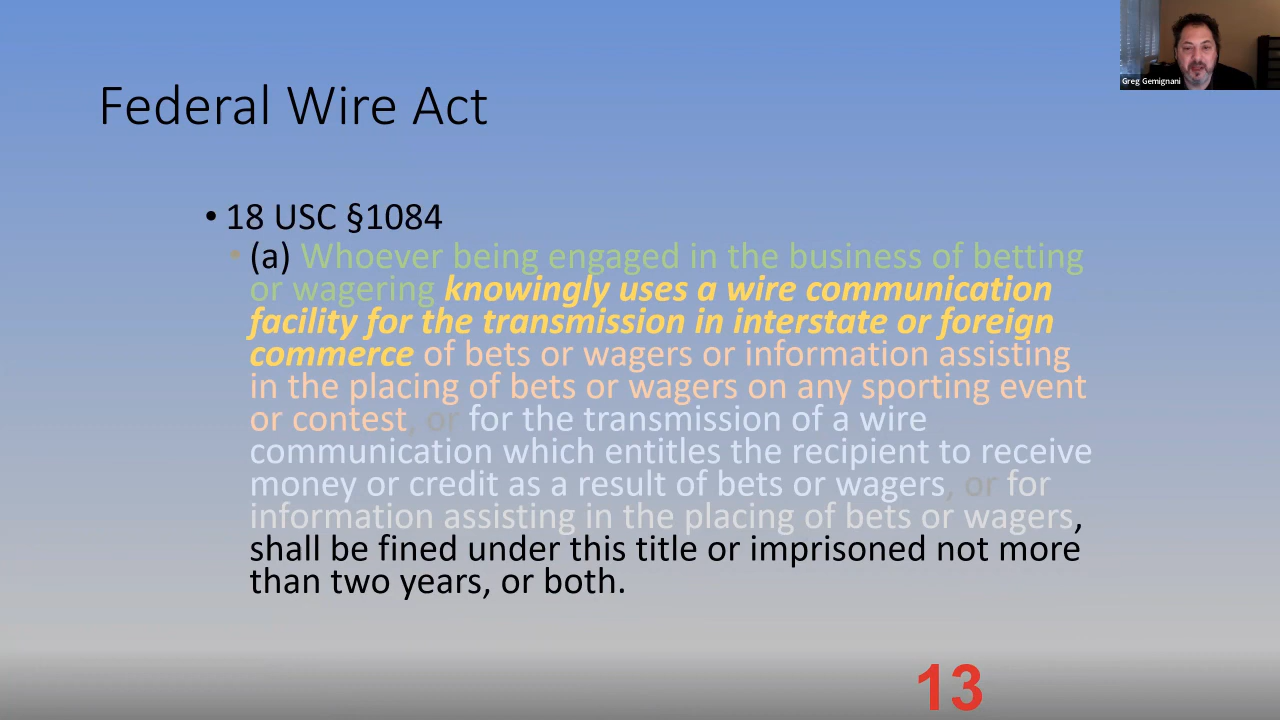 Greg Gemignani
Federal Wire Act
• 18 USC §1084
• (a) Whoever being engaged in the business of betting
or wagering knowingly uses a wire communication
facility for the transmission in interstate or foreign
commerce of bets or wagers or information assisting
in the placing of bets or wagers on any sporting event
or contest, or for the transmission of a wire
communication which entitles the recipient to receive
money or credit as a result of bets or wagers, or for
information assisting in the placing of bets or wagers,
shall be fined under this title or imprisoned not more
than two years, or both.
13